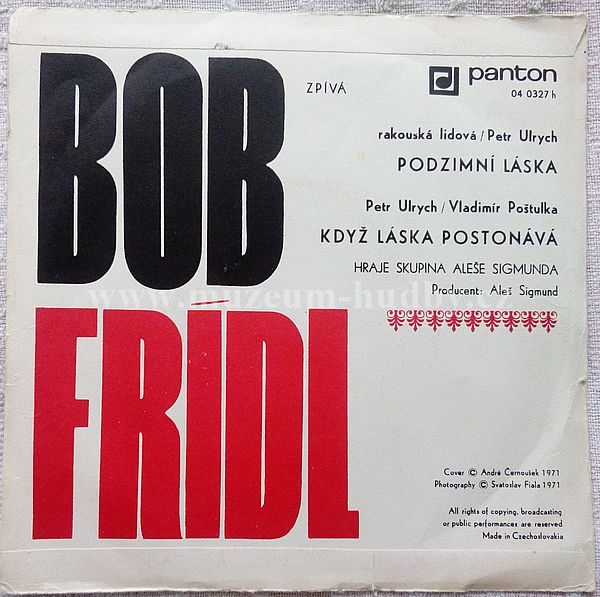 BOB
ZPÍVÁ
FRÍDL
panton
04 0327 h
rakouská lidová / Petr Ulrych
PODZIMNÍ LÁSKA
Petr Ulrych / Vladimír Poštulka
KDYŽ LÁSKA POSTONÁVÁ
HRAJE SKUPINA ALEŠE SIGMUNDA
Producent: Aleš Sigmund
www.muzeum-hudby.cz
Cover © André Černoušek 1971
Photography © Svatoslav Fiala 1971
All rights of copying, broadcasting
or public performances are reserved
Made in Czechoslovakia